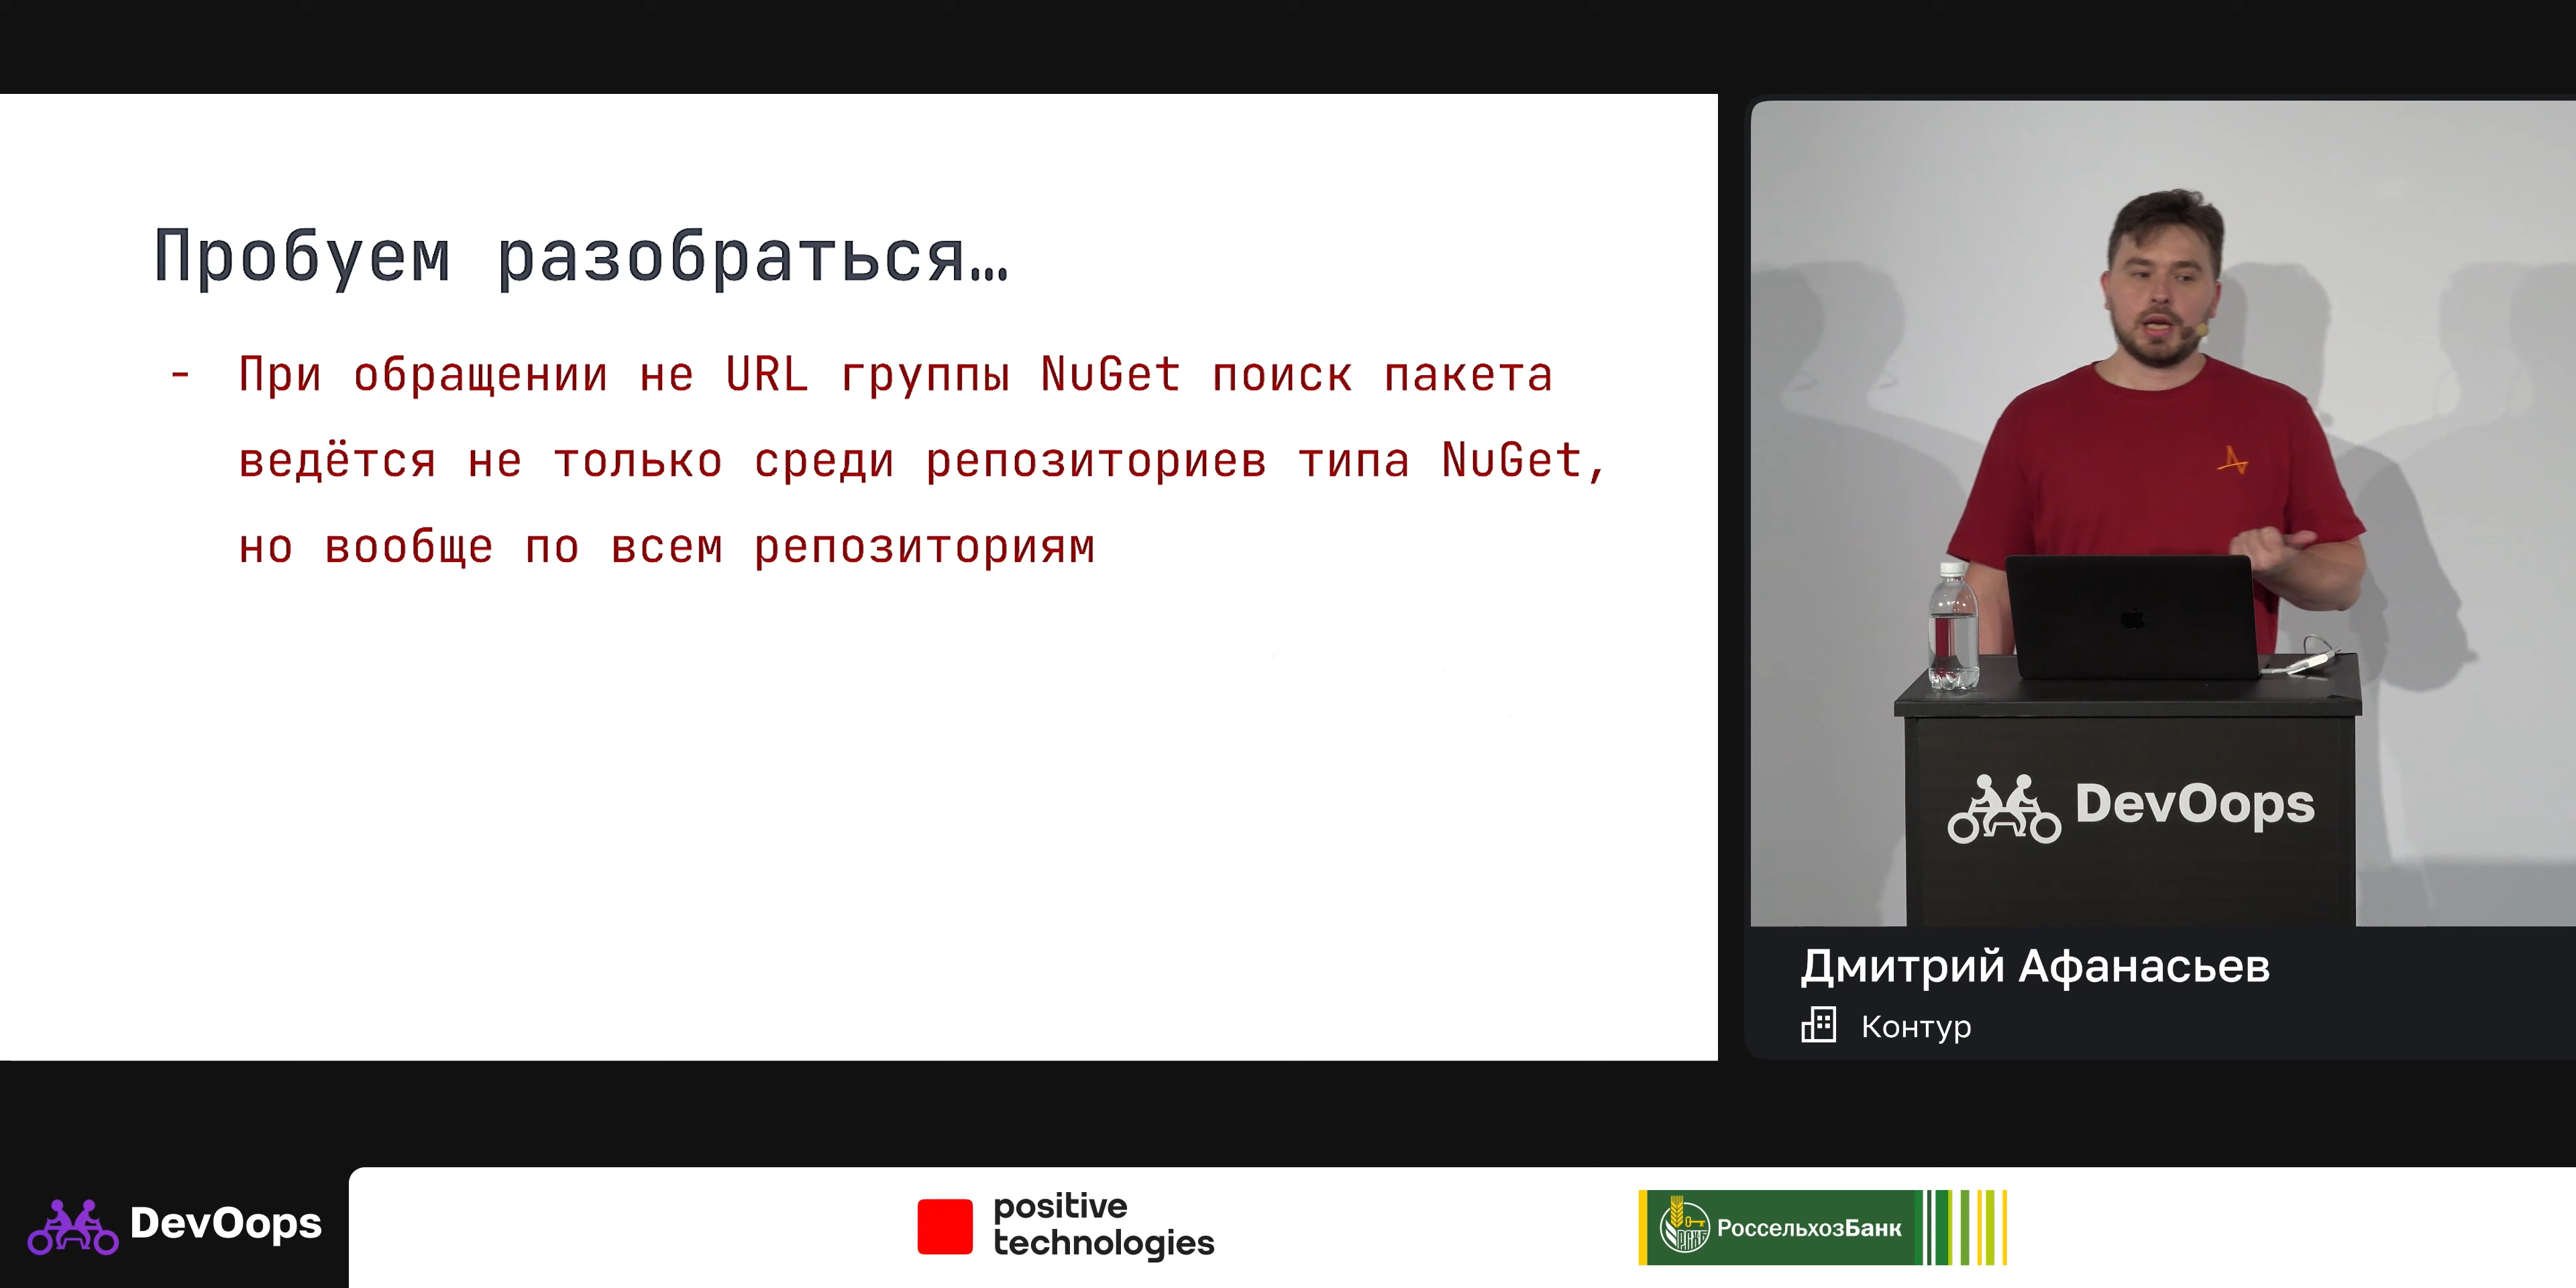 Пробуем разобраться…
- При обращении не URL группы NuGet поиск пакета
ведётся не только среди репозиториев типа NuGet,
но вообще по всем репозиториям
DevOops
Дмитрий Афанасьев
Контур
DevOops
positive
technologies
РСХБ
РоссельхозБанк